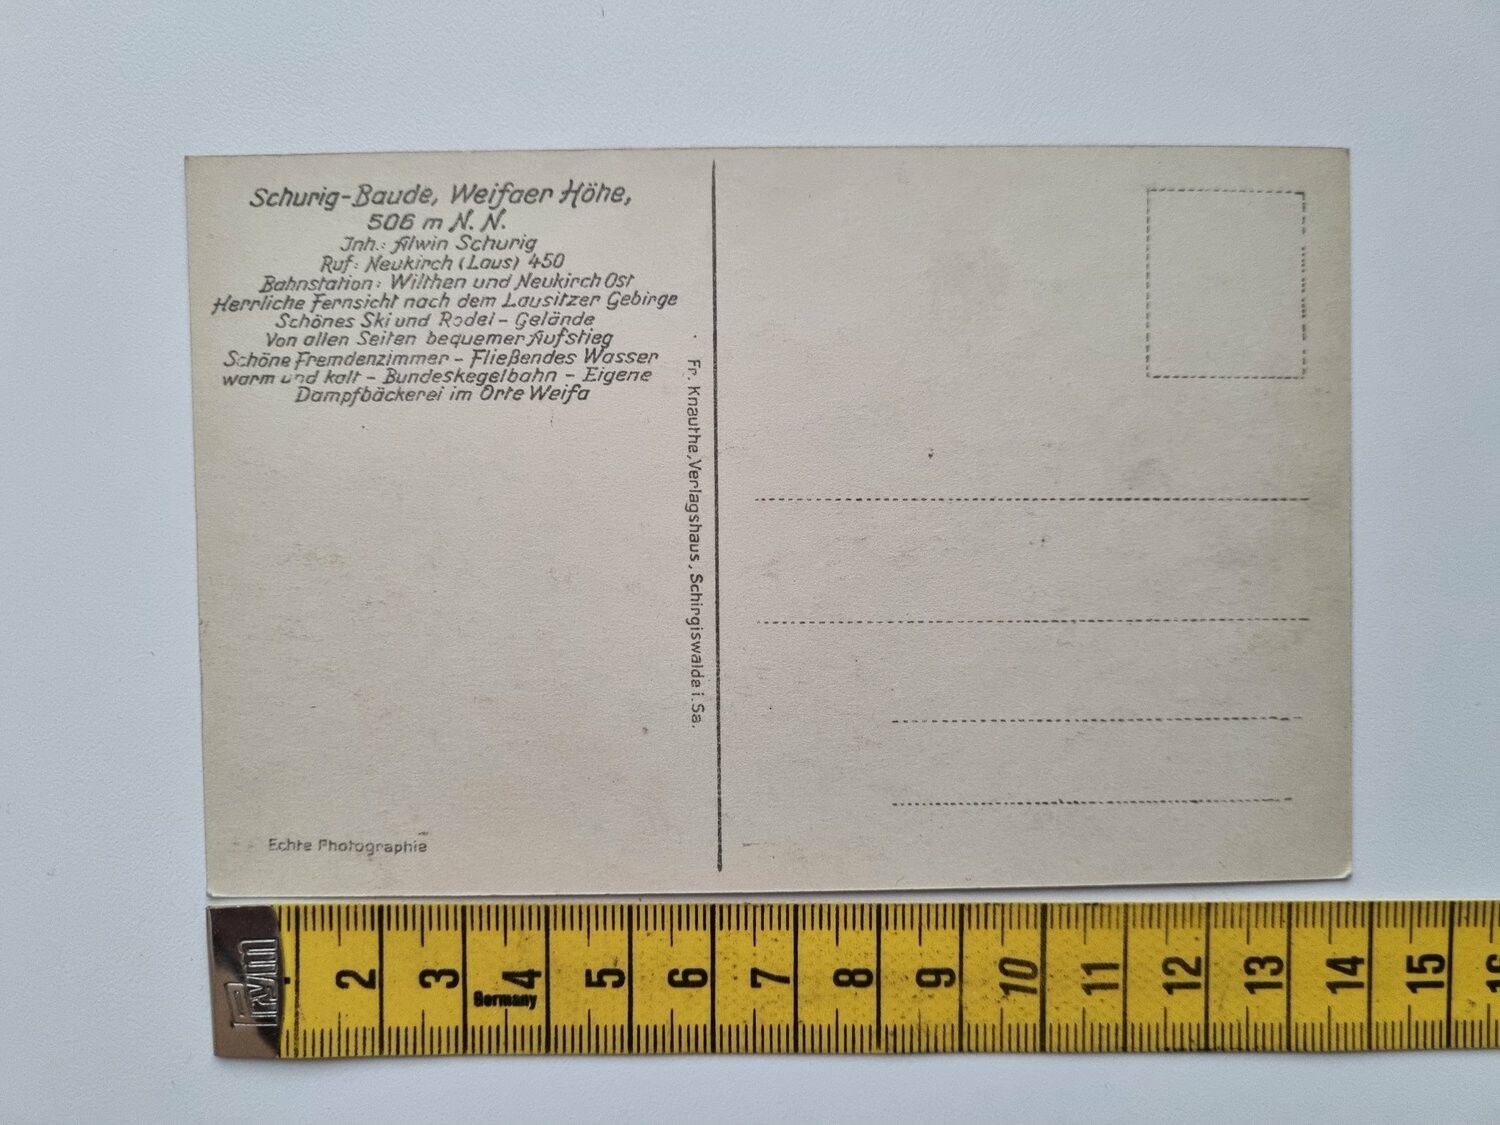 Schurig-Baude, Weifaer Höhe,
506 m N. N.
Jnh.: Alwin Schurig
Ruf: Neukirch (Laus) 450
Bahnstation: Wilthen und Neukirch Ost
Herrliche Fernsicht nach dem Lausitzer Gebirge
Schönes Ski und Rodel - Gelände
Von allen Seiten bequemer Aufstieg
Schöne Fremdenzimmer - Fließendes Wasser
warm und kalt - Bundeskegelbahn - Eigene
Dampfbäckerei im Orte Weifa
Fr. Knauthe, Verlagshaus, Schirgiswalde i. Sa.
Echte Photographie
Prym
2 3 4 5 6 7 8 9 10 11 12 13 14 15 16
Germany